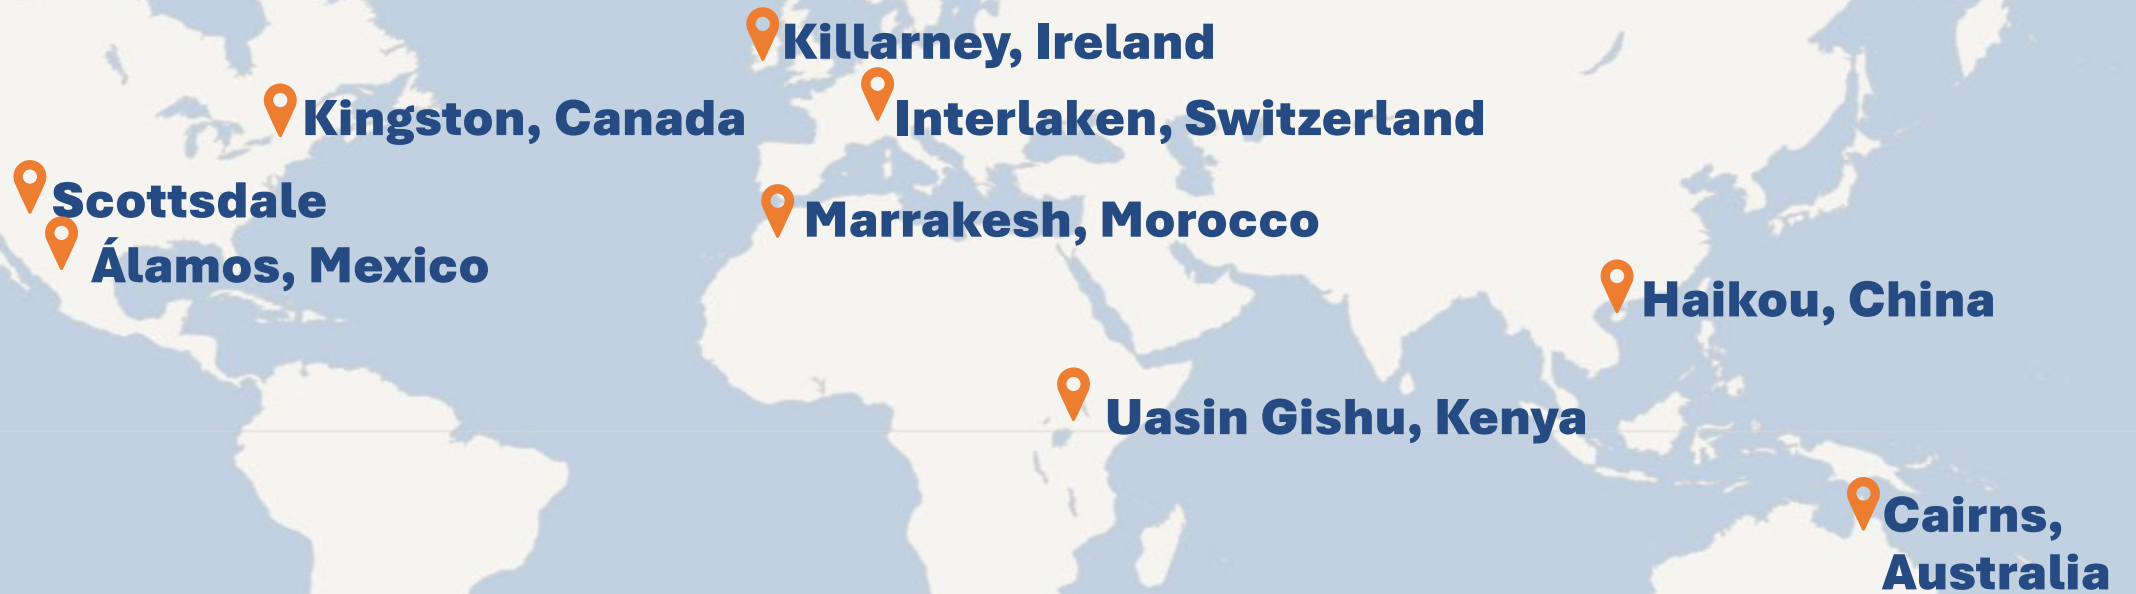 Killarney, Ireland
Kingston, Canada
Interlaken, Switzerland
Scottsdale
Marrakesh, Morocco
Álamos, Mexico
Haikou, China
Uasin Gishu, Kenya
Cairns,
Australia